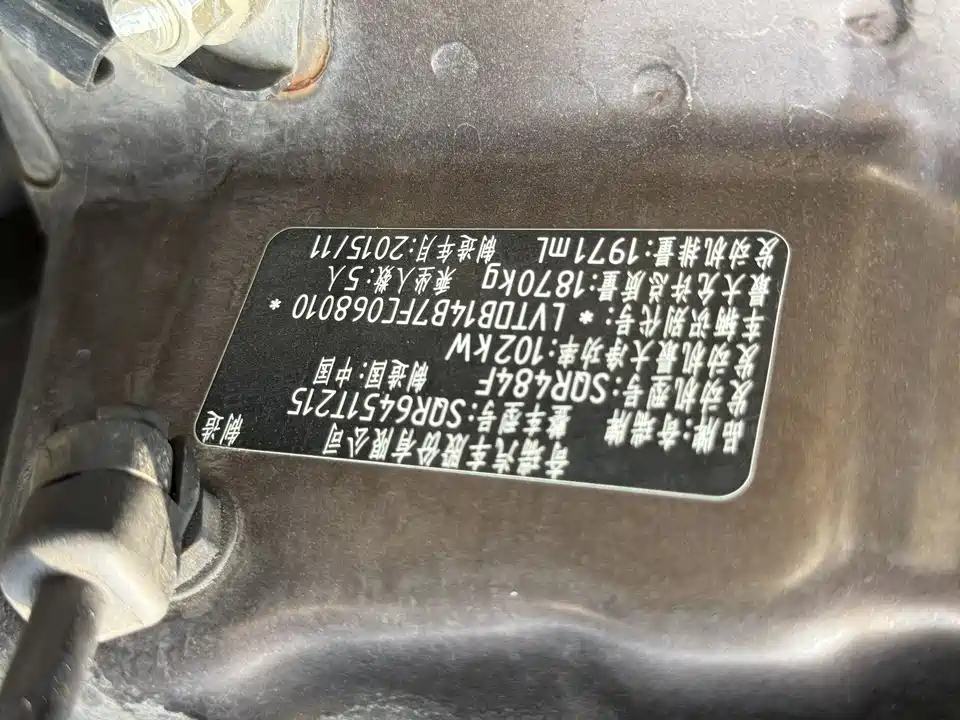 奇瑞汽车股份有限公司 制造
品牌:奇瑞牌 整车型号:SQR6451T215
发动机型号:SQR484F 制造国:中国
发动机最大净功率:102kW
车辆识别代号:* LVTDB14B7FC068010 *
最大允许总质量:1870kg 乘坐人数:5人
发动机排量:1971mL 制造年月:2015/11